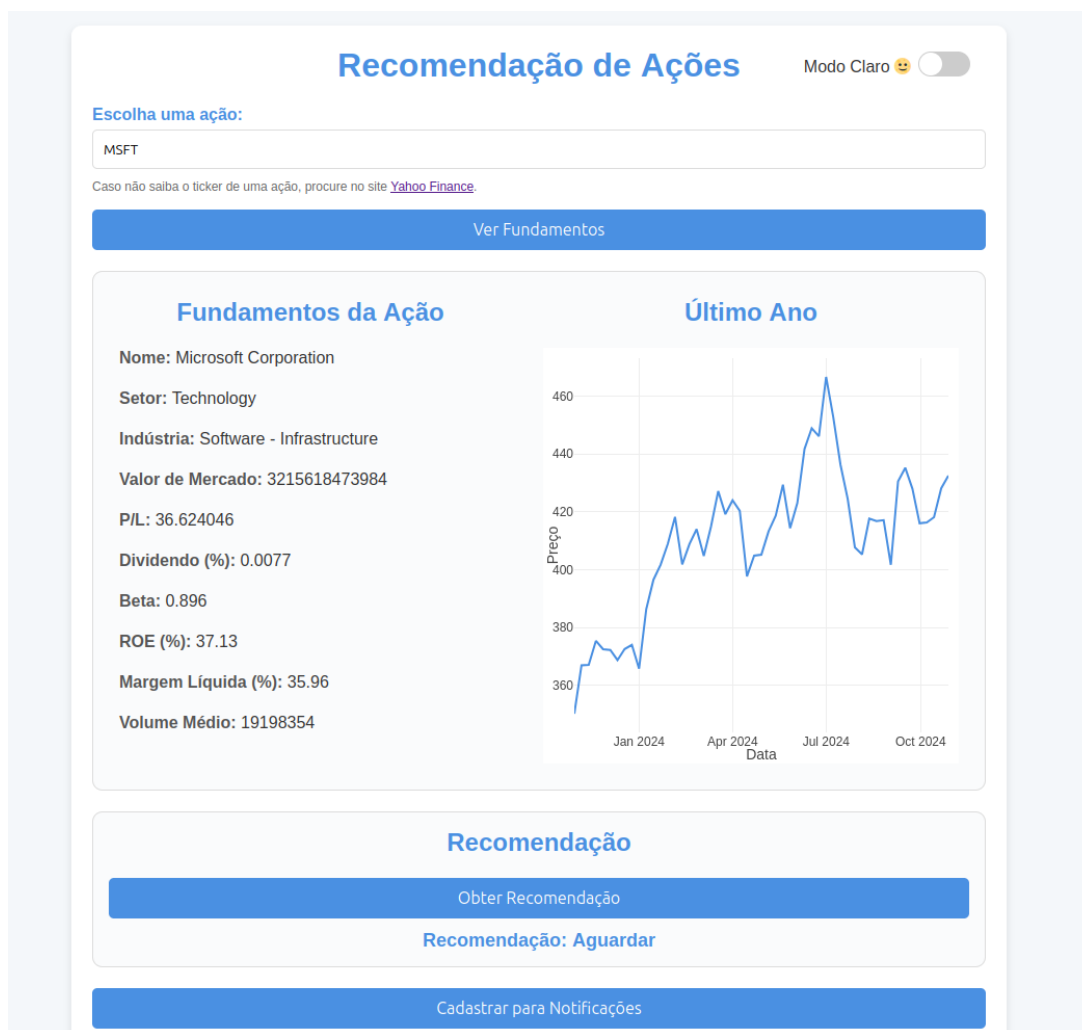 Recomendação de Ações
Modo Claro 🙂
Escolha uma ação:
MSFT
Caso não saiba o ticker de uma ação, procure no site Yahoo Finance.
Ver Fundamentos
Fundamentos da Ação
Nome: Microsoft Corporation
Setor: Technology
Indústria: Software - Infrastructure
Valor de Mercado: 3215618473984
P/L: 36.624046
Dividendo (%): 0.0077
Beta: 0.896
ROE (%): 37.13
Margem Líquida (%): 35.96
Volume Médio: 19198354
Último Ano
460
440
420
400
380
360
Preço
Jan 2024
Apr 2024
Jul 2024
Oct 2024
Data
Recomendação
Obter Recomendação
Recomendação: Aguardar
Cadastrar para Notificações